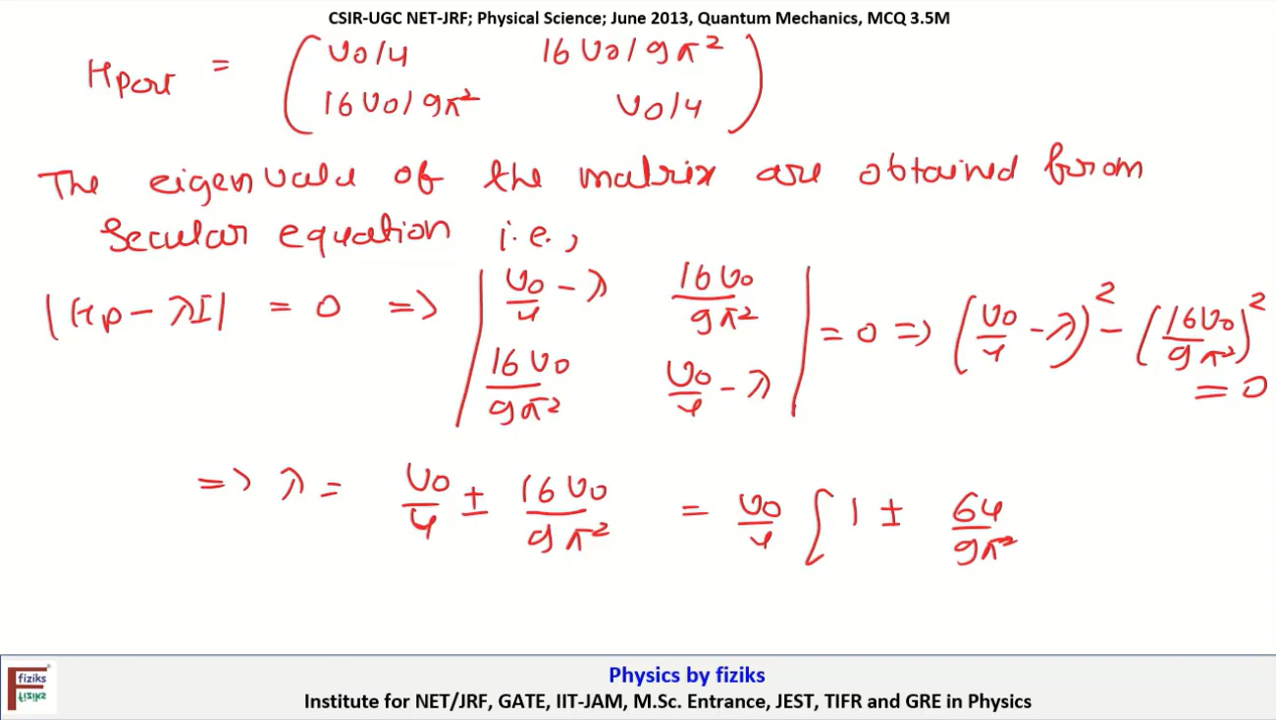 CSIR-UGC NET-JRF; Physical Science; June 2013, Quantum Mechanics, MCQ 3.5M
Hpert = ( V0/4 16V0/9π²
16V0/9π² V0/4 )
The eigenvalue of the matrix are obtained from
Secular equation i.e.,
|Hp - λI| = 0 => | V0/4 - λ 16V0/9π² | = 0 => (V0/4 - λ)² - (16V0/9π²)²
| 16V0/9π² V0/4 - λ | = 0
=> λ = V0/4 ± 16V0/9π² = V0/4 [ 1 ± 64/9π²
fiziks
Physics by fiziks
Institute for NET/JRF, GATE, IIT-JAM, M.Sc. Entrance, JEST, TIFR and GRE in Physics